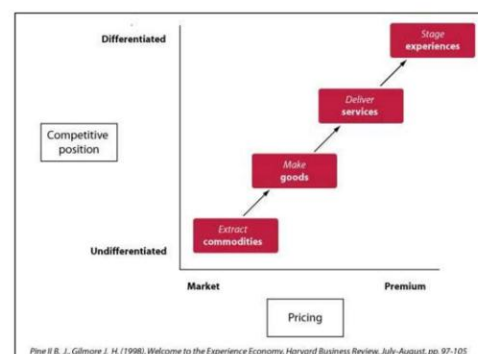 Differentiated
Stage
experiences
Deliver
services
Competitive
position
Make
goods
Extract
commodities
Undifferentiated
Market
Premium
Pricing
Pine II B. J., Gilmore J. H. (1998). Welcome to the Experience Economy. Harvard Business Review, July-August, pp. 97-105